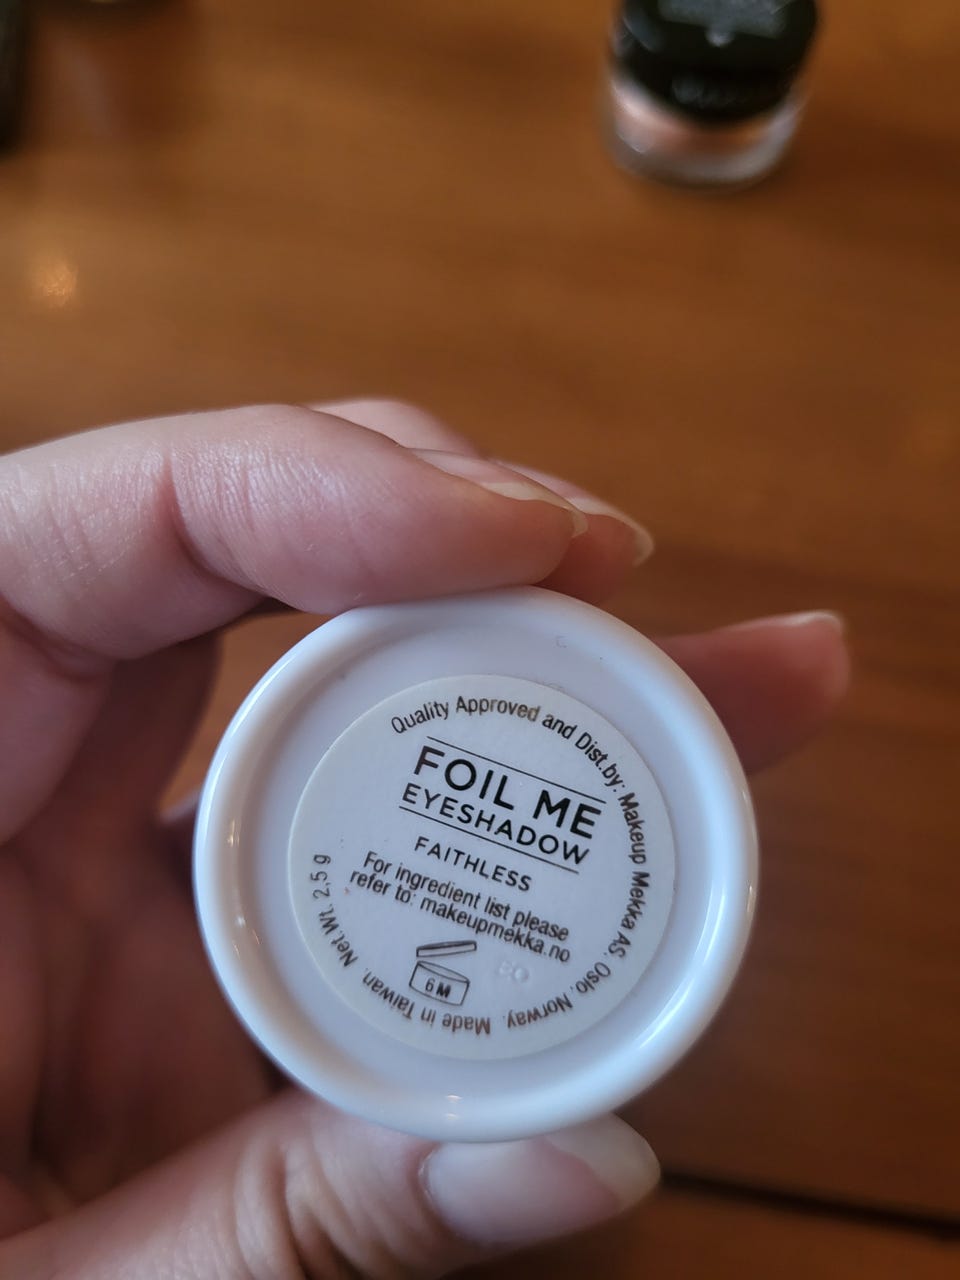 Quality Approved and Dist.by: Makeup Mekka AS, Oslo, Norway. Made in Taiwan. Net.Wt. 2,5 g
FOIL ME
EYESHADOW
FAITHLESS
For ingredient list please
refer to: makeupmekka.no
6M